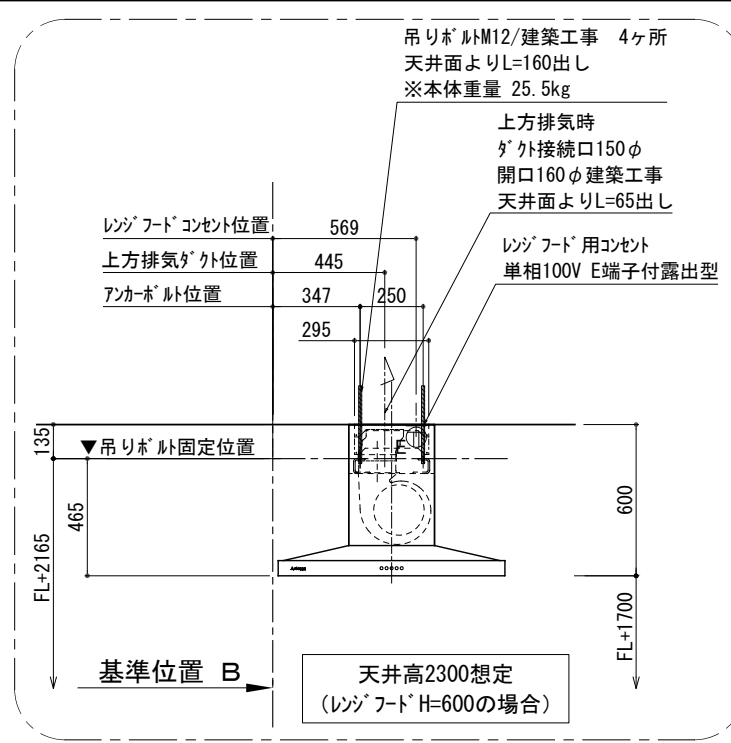 吊りﾎﾞﾙﾄM12/建築工事　4ヶ所
天井面よりL=160出し
※本体重量 25.5kg
上方排気時
ﾀﾞｸﾄ接続口150φ
開口160φ建築工事
天井面よりL=65出し
ﾚﾝｼﾞﾌｰﾄﾞｺﾝｾﾝﾄ位置
569
ﾚﾝｼﾞﾌｰﾄﾞ用ｺﾝｾﾝﾄ
単相100V E端子付露出型
上方排気ﾀﾞｸﾄ位置
445
ｱﾝｶｰﾎﾞﾙﾄ位置
347
250
295
135
▼吊りﾎﾞﾙﾄ固定位置
E
465
600
FL+2165
FL+1700
基準位置 B
天井高2300想定
(ﾚﾝｼﾞﾌｰﾄﾞH=600の場合)